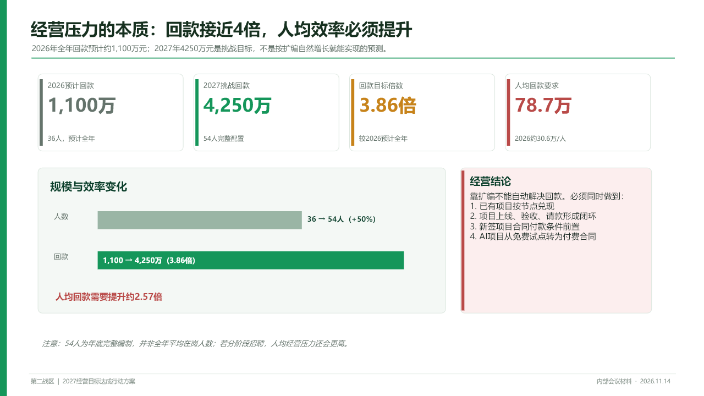 经营压力的本质：回款接近4倍，人均效率必须提升
2026年全年回款预计约1,100万元；2027年4250万元是挑战目标，不是按扩编自然增长就能实现的预测。
2026预计回款
1,100万
36人，预计全年
2027挑战回款
4,250万
54人完整配置
回款目标倍数
3.86倍
较2026预计全年
人均回款要求
78.7万
2026约30.6万/人
规模与效率变化
人数
36 → 54人 (+50%)
回款
1,100 → 4,250万 (3.86倍)
人均回款需要提升约2.57倍
经营结论
靠扩编不能自动解决回款。必须同时做到：
1. 已有项目按节点兑现
2. 项目上线、验收、请款形成闭环
3. 新签项目合同付款条件前置
4. AI项目从免费试点转为付费合同
注意：54人为年底完整编制，并非全年平均在岗人数；若分阶段招聘，人均经营压力还会更高。
第二战区 | 2027经营目标达成行动方案
内部会议材料 · 2026.11.14